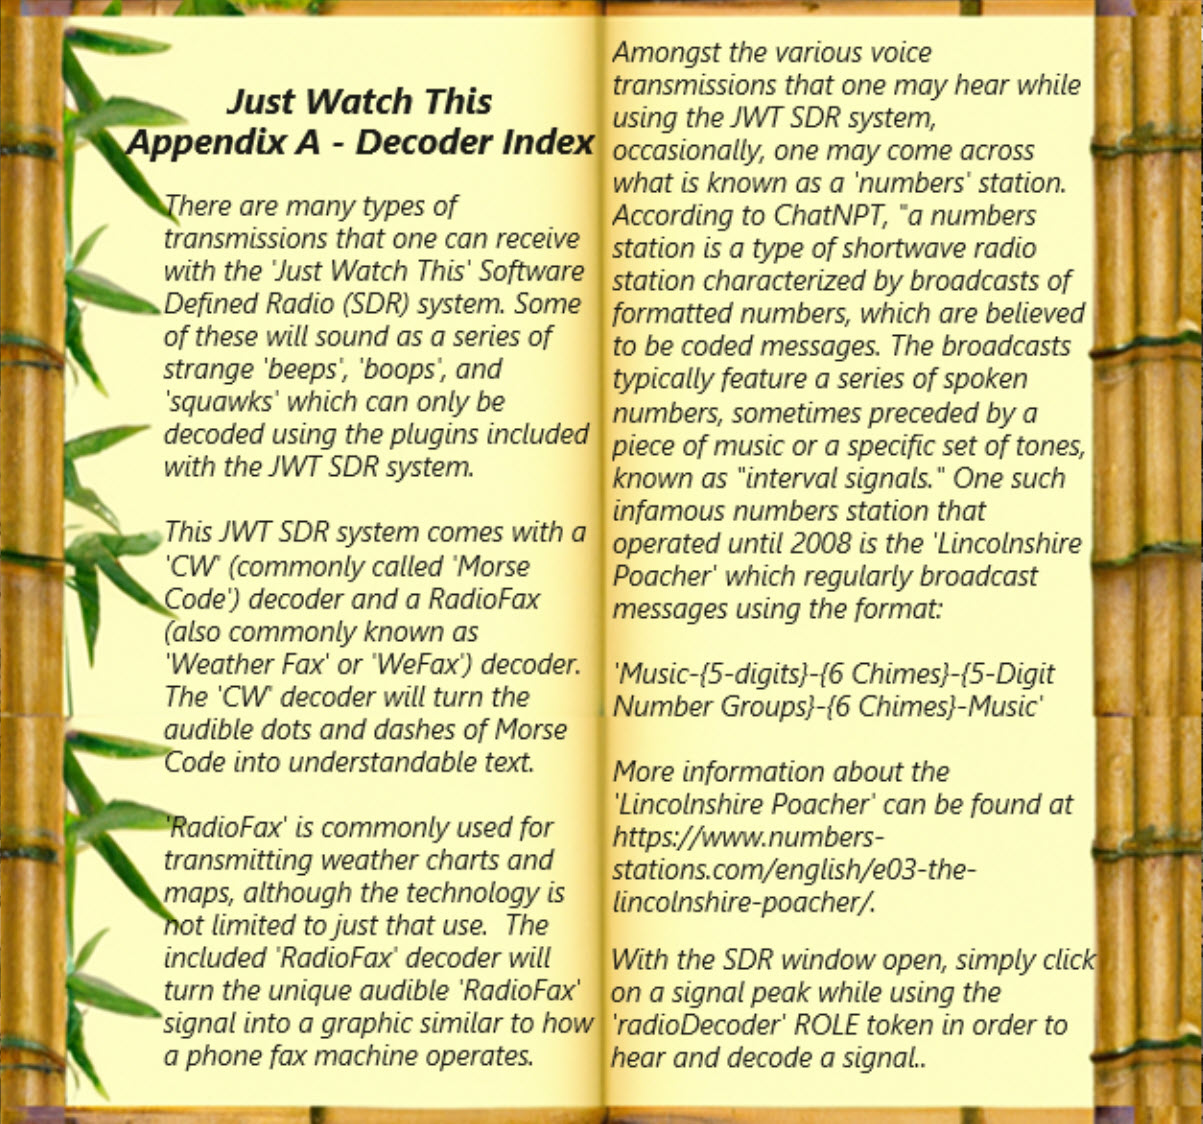 Just Watch This
Appendix A - Decoder Index
There are many types of
transmissions that one can receive
with the 'Just Watch This' Software
Defined Radio (SDR) system. Some
of these will sound as a series of
strange 'beeps', 'boops', and
'squawks' which can only be
decoded using the plugins included
with the JWT SDR system.
This JWT SDR system comes with a
'CW' (commonly called 'Morse
Code') decoder and a RadioFax
(also commonly known as
'Weather Fax' or 'WeFax') decoder.
The 'CW' decoder will turn the
audible dots and dashes of Morse
Code into understandable text.
'RadioFax' is commonly used for
transmitting weather charts and
maps, although the technology is
not limited to just that use.  The
included 'RadioFax' decoder will
turn the unique audible 'RadioFax'
signal into a graphic similar to how
a phone fax machine operates.
Amongst the various voice
transmissions that one may hear while
using the JWT SDR system,
occasionally, one may come across
what is known as a 'numbers' station.
According to ChatNPT, "a numbers
station is a type of shortwave radio
station characterized by broadcasts of
formatted numbers, which are believed
to be coded messages. The broadcasts
typically feature a series of spoken
numbers, sometimes preceded by a
piece of music or a specific set of tones,
known as "interval signals." One such
infamous numbers station that
operated until 2008 is the 'Lincolnshire
Poacher' which regularly broadcast
messages using the format:
'Music-{5-digits}-{6 Chimes}-{5-Digit
Number Groups}-{6 Chimes}-Music'
More information about the
'Lincolnshire Poacher' can be found at
https://www.numbers-
stations.com/english/e03-the-
lincolnshire-poacher/.
With the SDR window open, simply click
on a signal peak while using the
'radioDecoder' ROLE token in order to
hear and decode a signal..